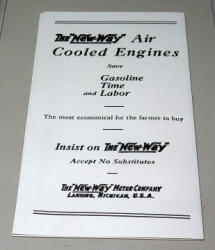 THE "New-Way" Air
Cooled Engines
Save
Gasoline
Time
and Labor
The most economical for the farmer to buy
Insist on THE "New-Way"
Accept No Substitutes
THE "New-Way" MOTOR COMPANY
LANSING, MICHIGAN, U.S.A.